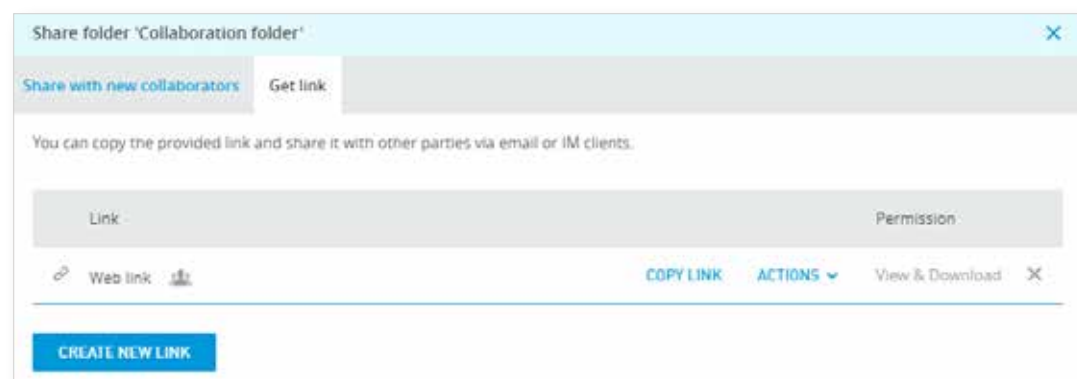 Share folder 'Collaboration folder'
Share with new collaborators Get link
You can copy the provided link and share it with other parties via email or IM clients.
Link Permission
Web link COPY LINK ACTIONS View & Download
CREATE NEW LINK